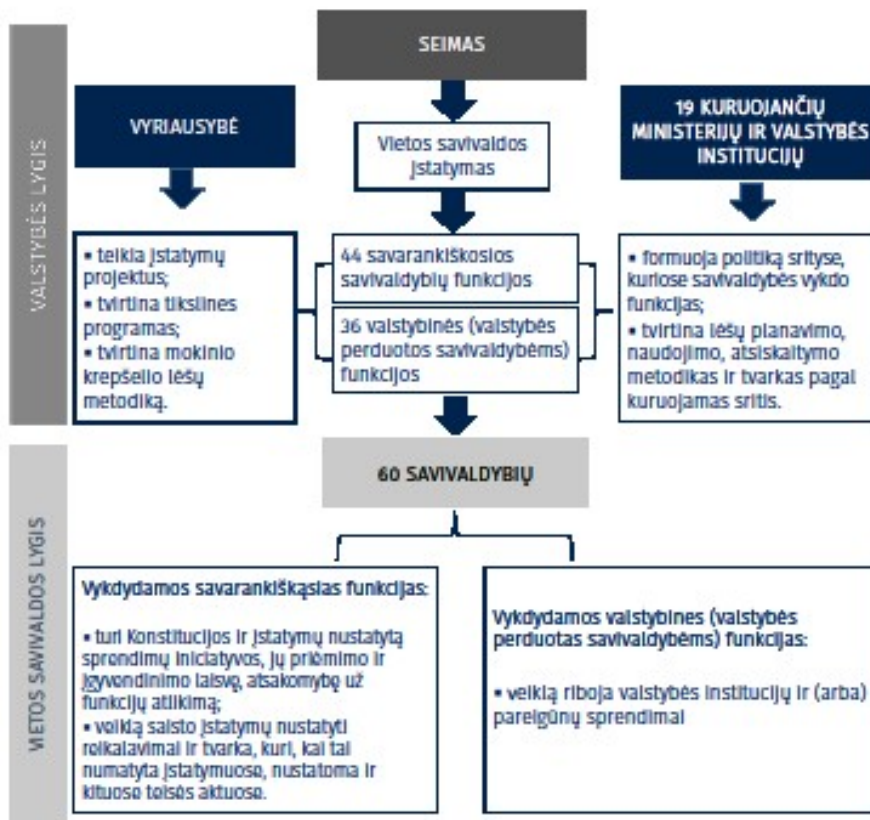 VALSTYBĖS LYGIS
SEIMAS
VYRIAUSYBĖ
Vietos savivaldos
įstatymas
19 KURUOJANČIŲ
MINISTERIJŲ IR VALSTYBĖS
INSTITUCIJŲ
▪ teikia įstatymų
projektus;
▪ tvirtina tikslines
programas;
▪ tvirtina mokinio
krepšelio lėšų
metodiką.
44 savarankiškosios
savivaldybių funkcijos
36 valstybinės (valstybės
perduotos savivaldybėms)
funkcijos
▪ formuoja politiką srityse,
kuriose savivaldybės vykdo
funkcijas;
▪ tvirtina lėšų planavimo,
naudojimo, atsiskaitymo
metodikas ir tvarkas pagal
kuruojamas sritis.
VIETOS SAVIVALDOS LYGIS
60 SAVIVALDYBIŲ
Vykdydamos savarankiškąsias funkcijas:
▪ turi Konstitucijos ir įstatymų nustatytą
sprendimų iniciatyvos, jų priėmimo ir
įgyvendinimo laisvę, atsakomybę už
funkcijų atlikimą;
▪ veiklą saisto įstatymų nustatyti
reikalavimai ir tvarka, kuri, kai tai
numatyta įstatymuose, nustatoma ir
kituose teisės aktuose.
Vykdydamos valstybines (valstybės
perduotas savivaldybėms) funkcijas:
▪ veiklą riboja valstybės institucijų ir (arba)
pareigūnų sprendimai